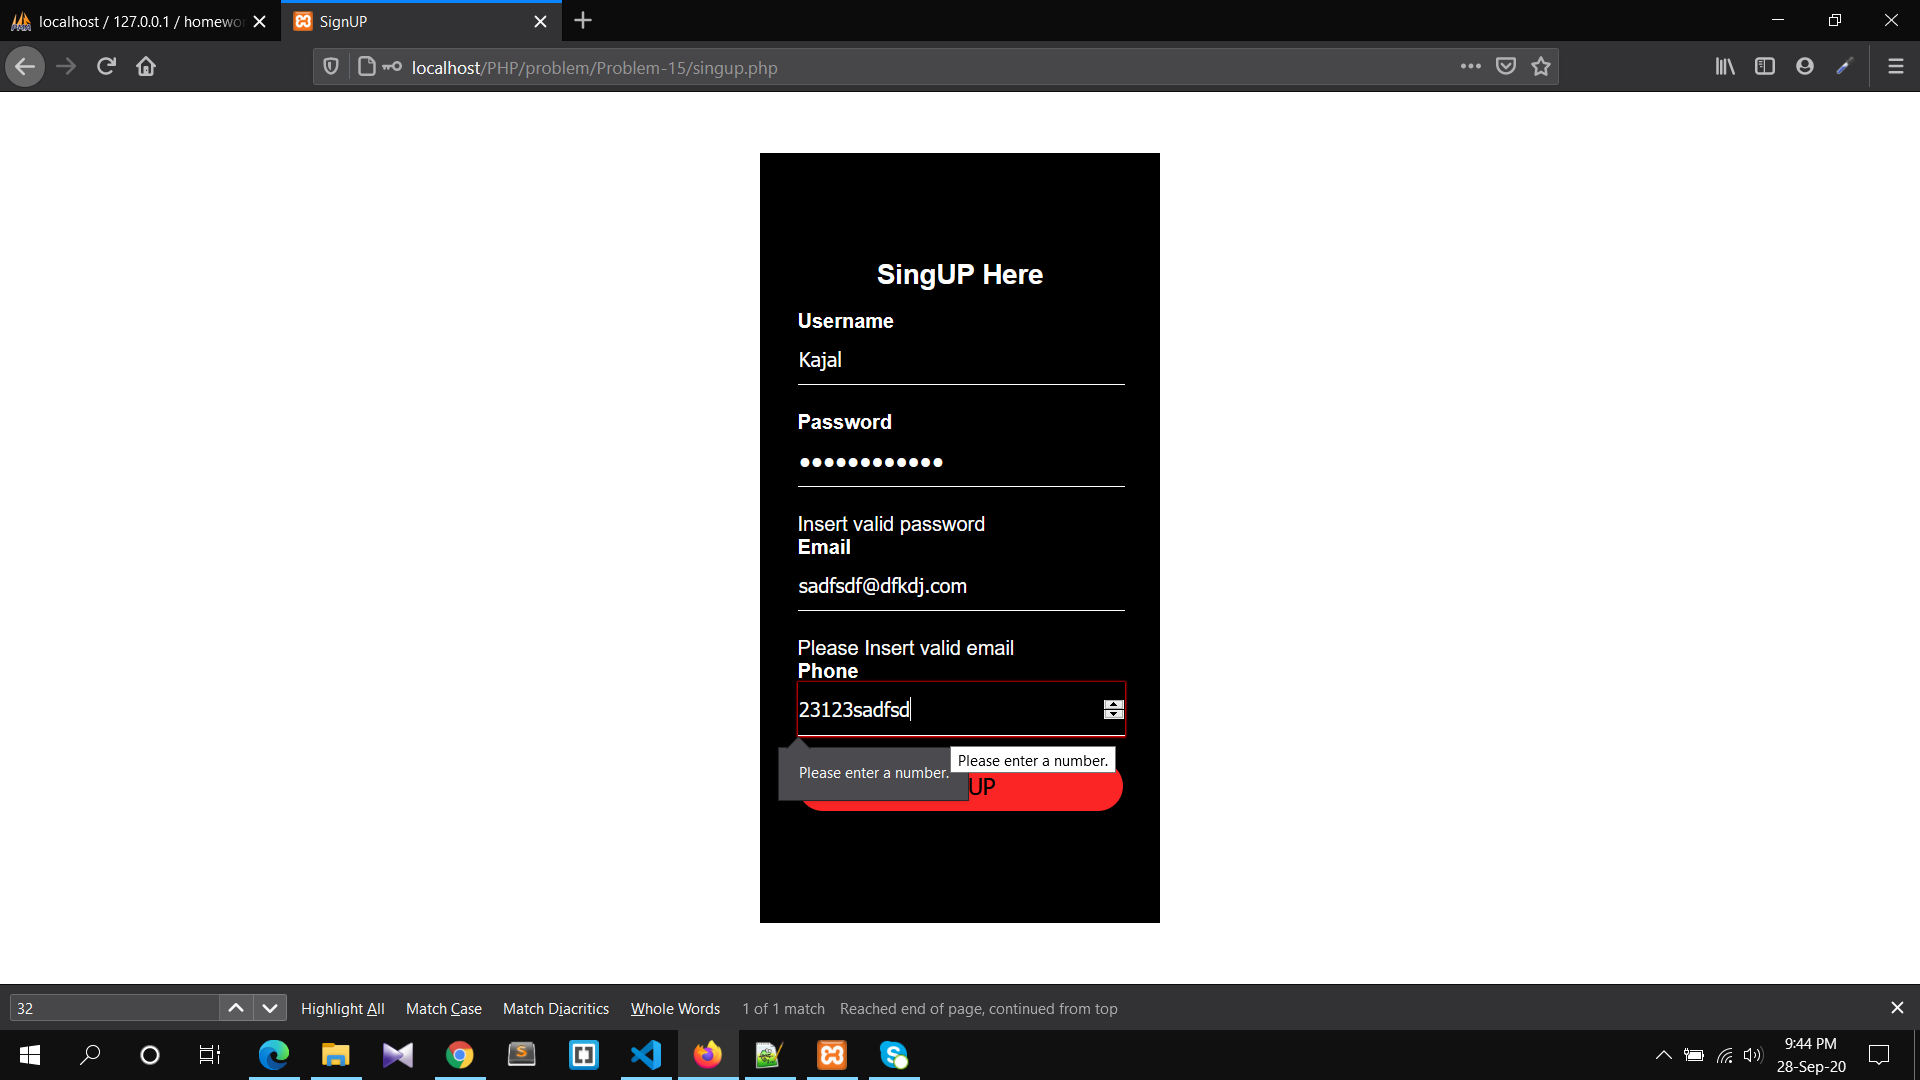 localhost / 127.0.0.1 / homewo
SignUP
localhost/PHP/problem/Problem-15/singup.php
SingUP Here
Username
Kajal
Password
●●●●●●●●●●●●
Insert valid password
Email
sadfsdf@dfkdj.com
Please Insert valid email
Phone
23123sadfsd
Please enter a number.
Please enter a number.
UP
32
Highlight All
Match Case
Match Diacritics
Whole Words
1 of 1 match
Reached end of page, continued from top
9:44 PM
28-Sep-20